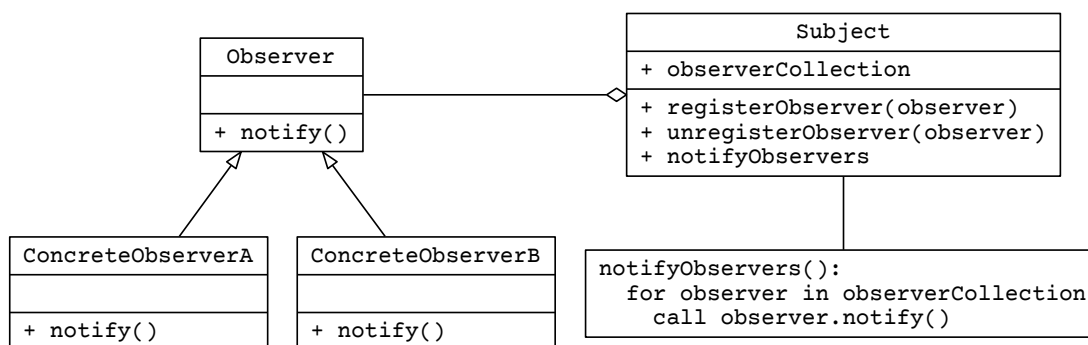 Observer
+ notify()
Subject
+ observerCollection
+ registerObserver(observer)
+ unregisterObserver(observer)
+ notifyObservers
ConcreteObserverA
+ notify()
ConcreteObserverB
+ notify()
notifyObservers():
for observer in observerCollection
call observer.notify()